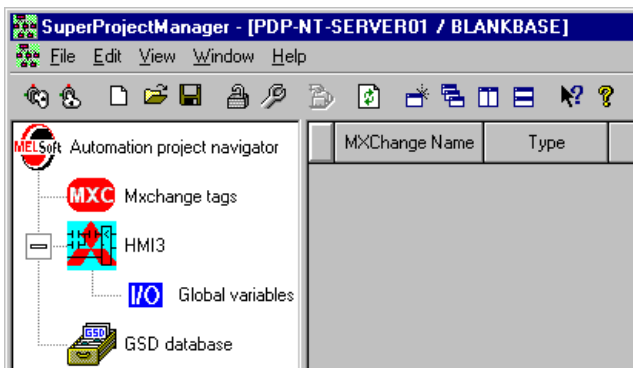 SuperProjectManager - [PDP-NT-SERVER01 / BLANKBASE]
File Edit View Window Help
MELSoft Automation project navigator
MXChange Name Type
MXC Mxchange tags
HMI3
I/O Global variables
GSD GSD database